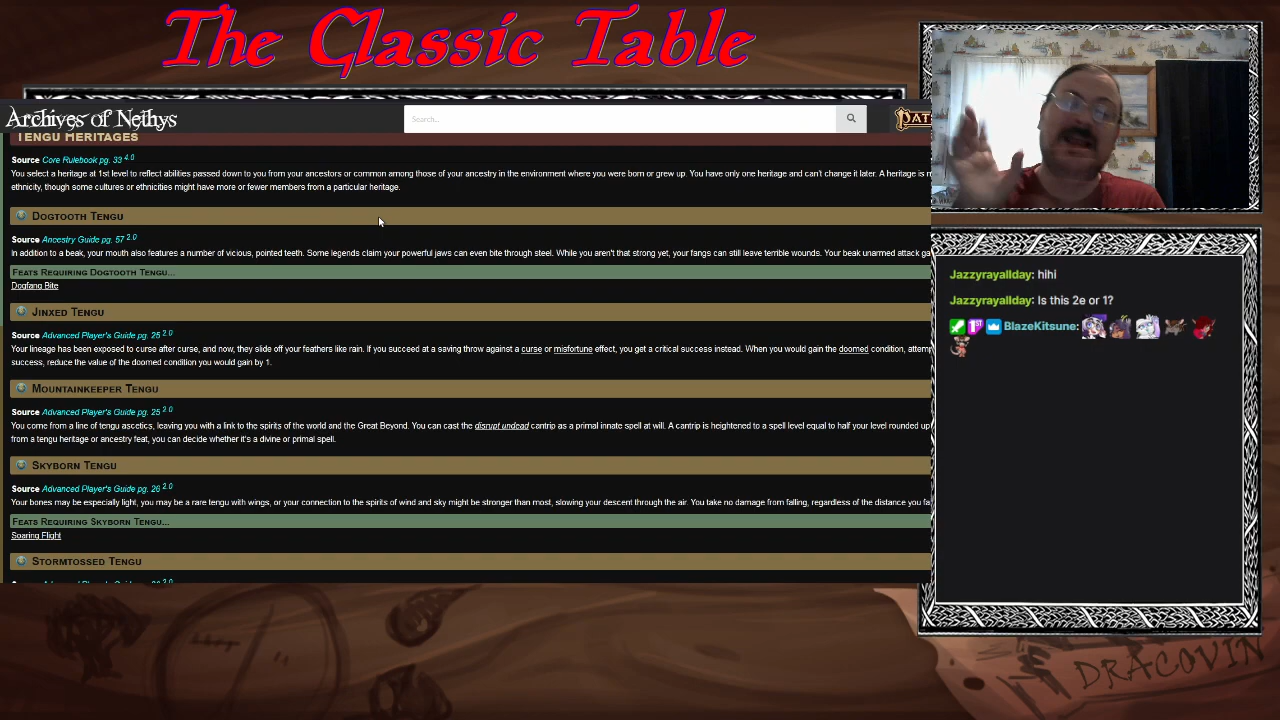 The Classic Table
Archives of Nethys
Search...
TENGU HERITAGES
Source Core Rulebook pg. 33 4.0
You select a heritage at 1st level to reflect abilities passed down to you from your ancestors or common among those of your ancestry in the environment where you were born or grew up. You have only one heritage and can't change it later. A heritage is
ethnicity, though some cultures or ethnicities might have more or fewer members from a particular heritage.
DOGTOOTH TENGU
Source Ancestry Guide pg. 57 2.0
In addition to a beak, your mouth also features a number of vicious, pointed teeth. Some legends claim your powerful jaws can even bite through steel. While you aren't that strong yet, your fangs can still leave terrible wounds. Your beak unarmed attack
FEATS REQUIRING DOGTOOTH TENGU...
Dogfang Bite
JINXED TENGU
Source Advanced Player's Guide pg. 25 2.0
Your lineage has been exposed to curse after curse, and now, they slide off your feathers like rain. If you succeed at a saving throw against a curse or misfortune effect, you get a critical success instead. When you would gain the doomed condition,
success, reduce the value of the doomed condition you would gain by 1.
MOUNTAINKEEPER TENGU
Source Advanced Player's Guide pg. 25 2.0
You come from a line of tengu ascetics, leaving you with a link to the spirits of the world and the Great Beyond. You can cast the disrupt undead cantrip as a primal innate spell at will. A cantrip is heightened to a spell level equal to half your level rounded up
from a tengu heritage or ancestry feat, you can decide whether it's a divine or primal spell.
SKYBORN TENGU
Source Advanced Player's Guide pg. 26 2.0
Your bones may be especially light, you may be a rare tengu with wings, or your connection to the spirits of wind and sky might be stronger than most, slowing your descent through the air. You take no damage from falling, regardless of the distance you
FEATS REQUIRING SKYBORN TENGU...
Soaring Flight
STORMTOSSED TENGU
Jazzyrayallday: hihi
Jazzyrayallday: Is this 2e or 1?
BlazeKitsune:
DRACOVIN